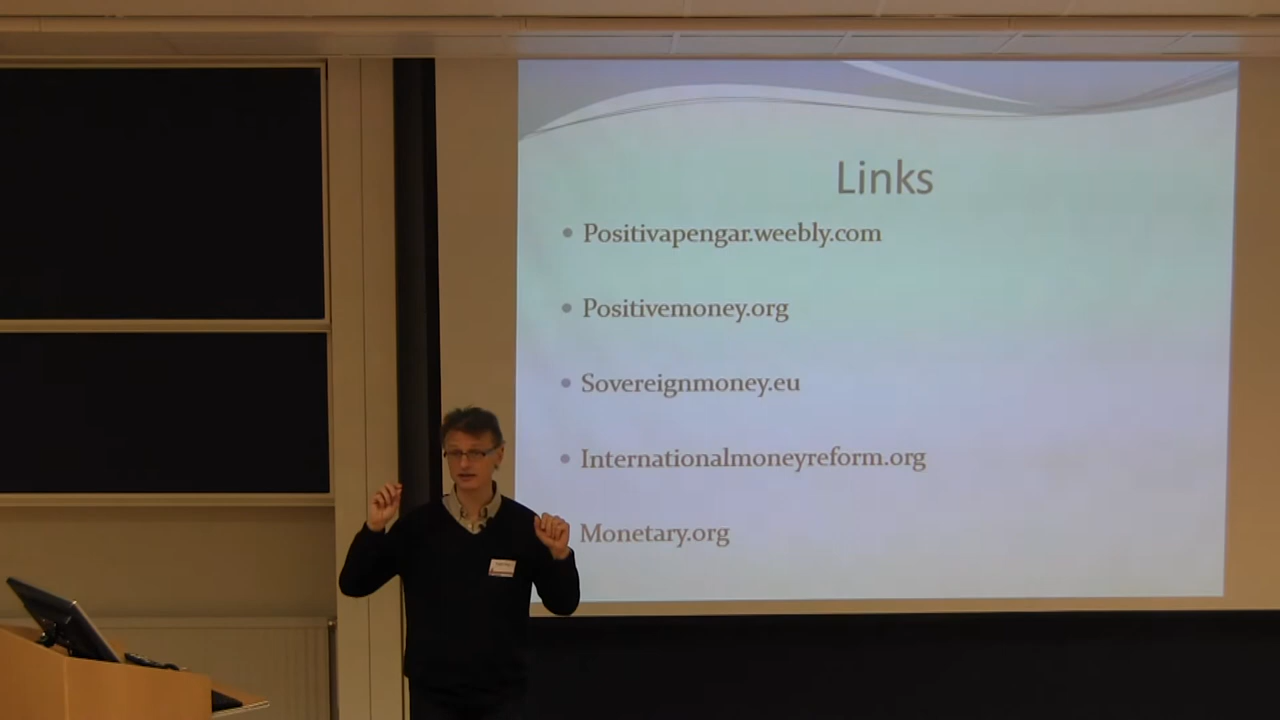 Links
Positivapengar.weebly.com
Positivemoney.org
Sovereignmoney.eu
Internationalmoneyreform.org
Monetary.org